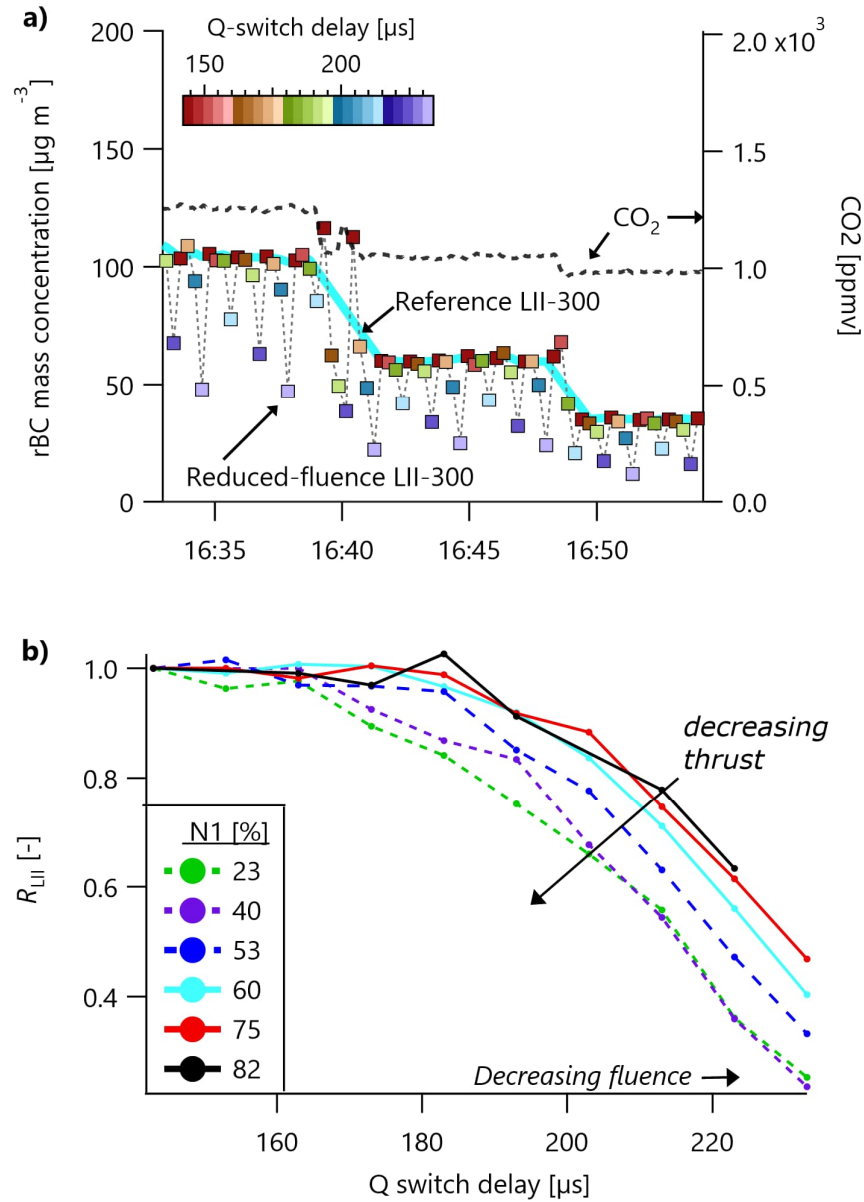 a)
200
150
100
50
0
rBC mass concentration [µg m⁻³]
Q-switch delay [µs]
150 200
2.0 x10³
1.5
1.0
0.5
0.0
CO2 [ppmv]
CO₂
Reference LII-300
Reduced-fluence LII-300
16:35 16:40 16:45 16:50
b)
1.0
0.8
0.6
0.4
R_LII [-]
decreasing
thrust
N1 [%]
23
40
53
60
75
82
Decreasing fluence
160 180 200 220
Q switch delay [µs]